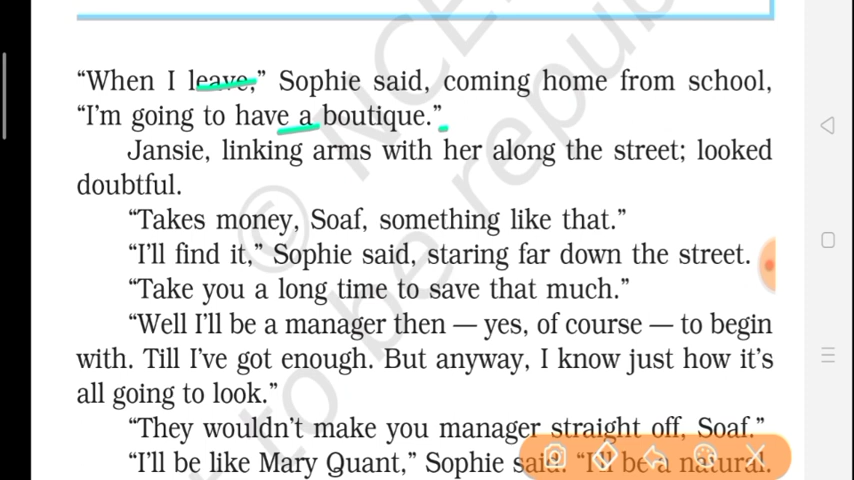 “When I leave,” Sophie said, coming home from school,
“I’m going to have a boutique.”
Jansie, linking arms with her along the street; looked
doubtful.
“Takes money, Soaf, something like that.”
“I’ll find it,” Sophie said, staring far down the street.
“Take you a long time to save that much.”
“Well I’ll be a manager then — yes, of course — to begin
with. Till I’ve got enough. But anyway, I know just how it’s
all going to look.”
“They wouldn’t make you manager straight off, Soaf.”
“I’ll be like Mary Quant,” Sophie said. “I’ll be a natural.
© NCE
to be repub